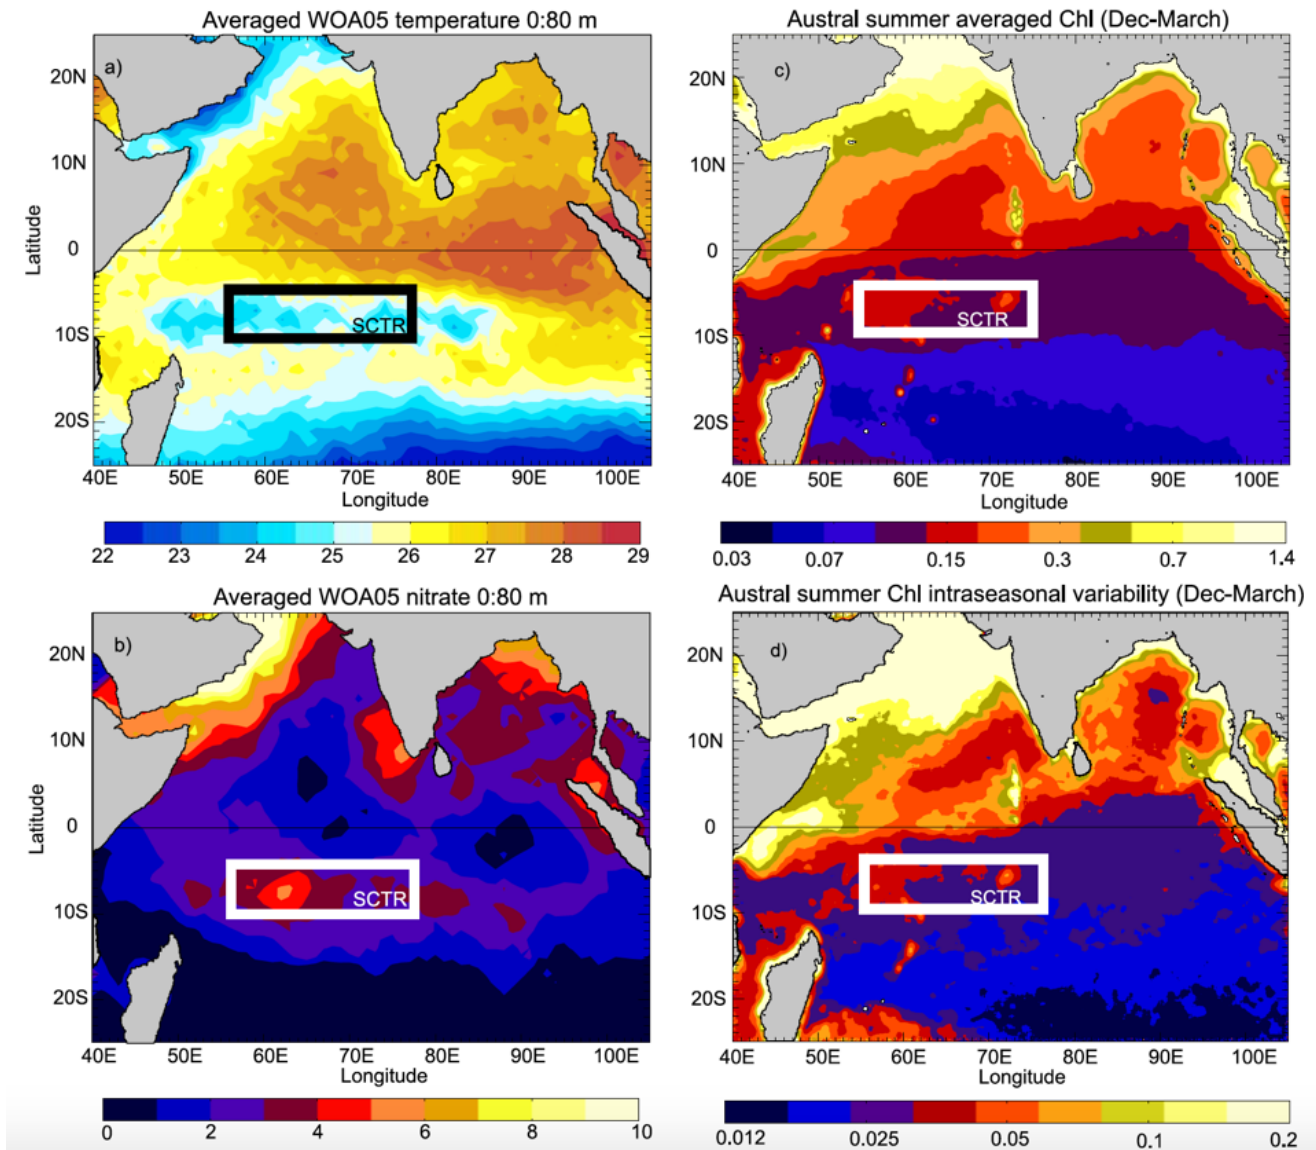 Averaged WOA05 temperature 0:80 m
a)
20N
10N
0
10S
20S
Latitude
SCTR
40E 50E 60E 70E 80E 90E 100E
Longitude
22 23 24 25 26 27 28 29
Austral summer averaged Chl (Dec-March)
c)
20N
10N
0
10S
20S
SCTR
40E 50E 60E 70E 80E 90E 100E
Longitude
0.03 0.07 0.15 0.3 0.7 1.4
Averaged WOA05 nitrate 0:80 m
b)
20N
10N
0
10S
20S
Latitude
SCTR
40E 50E 60E 70E 80E 90E 100E
Longitude
0 2 4 6 8 10
Austral summer Chl intraseasonal variability (Dec-March)
d)
20N
10N
0
10S
20S
SCTR
40E 50E 60E 70E 80E 90E 100E
Longitude
0.012 0.025 0.05 0.1 0.2